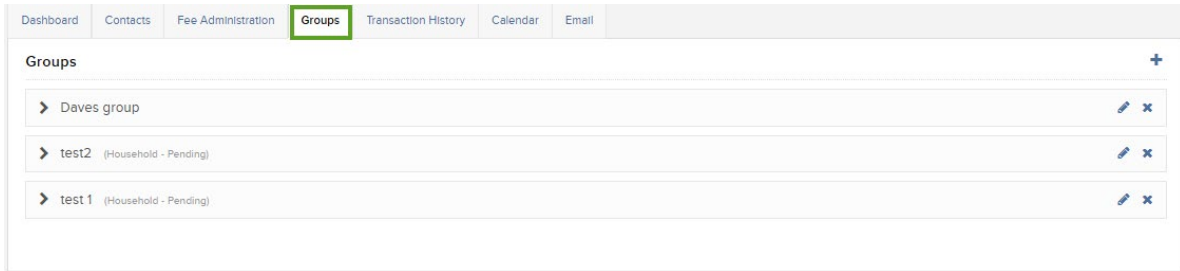 Dashboard Contacts Fee Administration Groups Transaction History Calendar Email
Groups
Daves group
test2 (Household - Pending)
test 1 (Household - Pending)